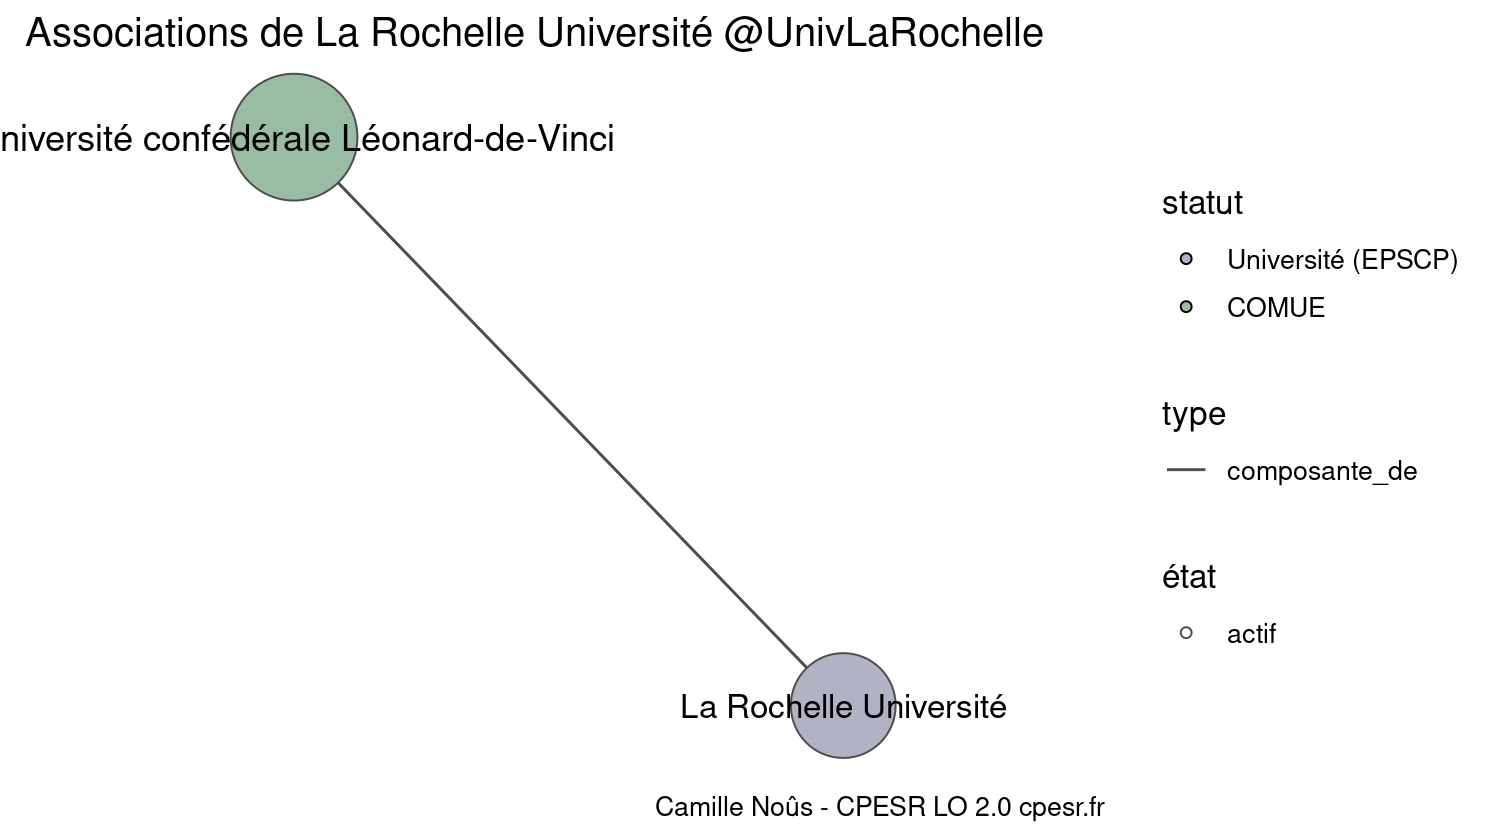 Associations de La Rochelle Université @UnivLaRochelle
niversité confédérale Léonard-de-Vinci
statut
Université (EPSCP)
COMUE
type
composante_de
état
actif
La Rochelle Université
Camille Noûs - CPESR LO 2.0 cpesr.fr